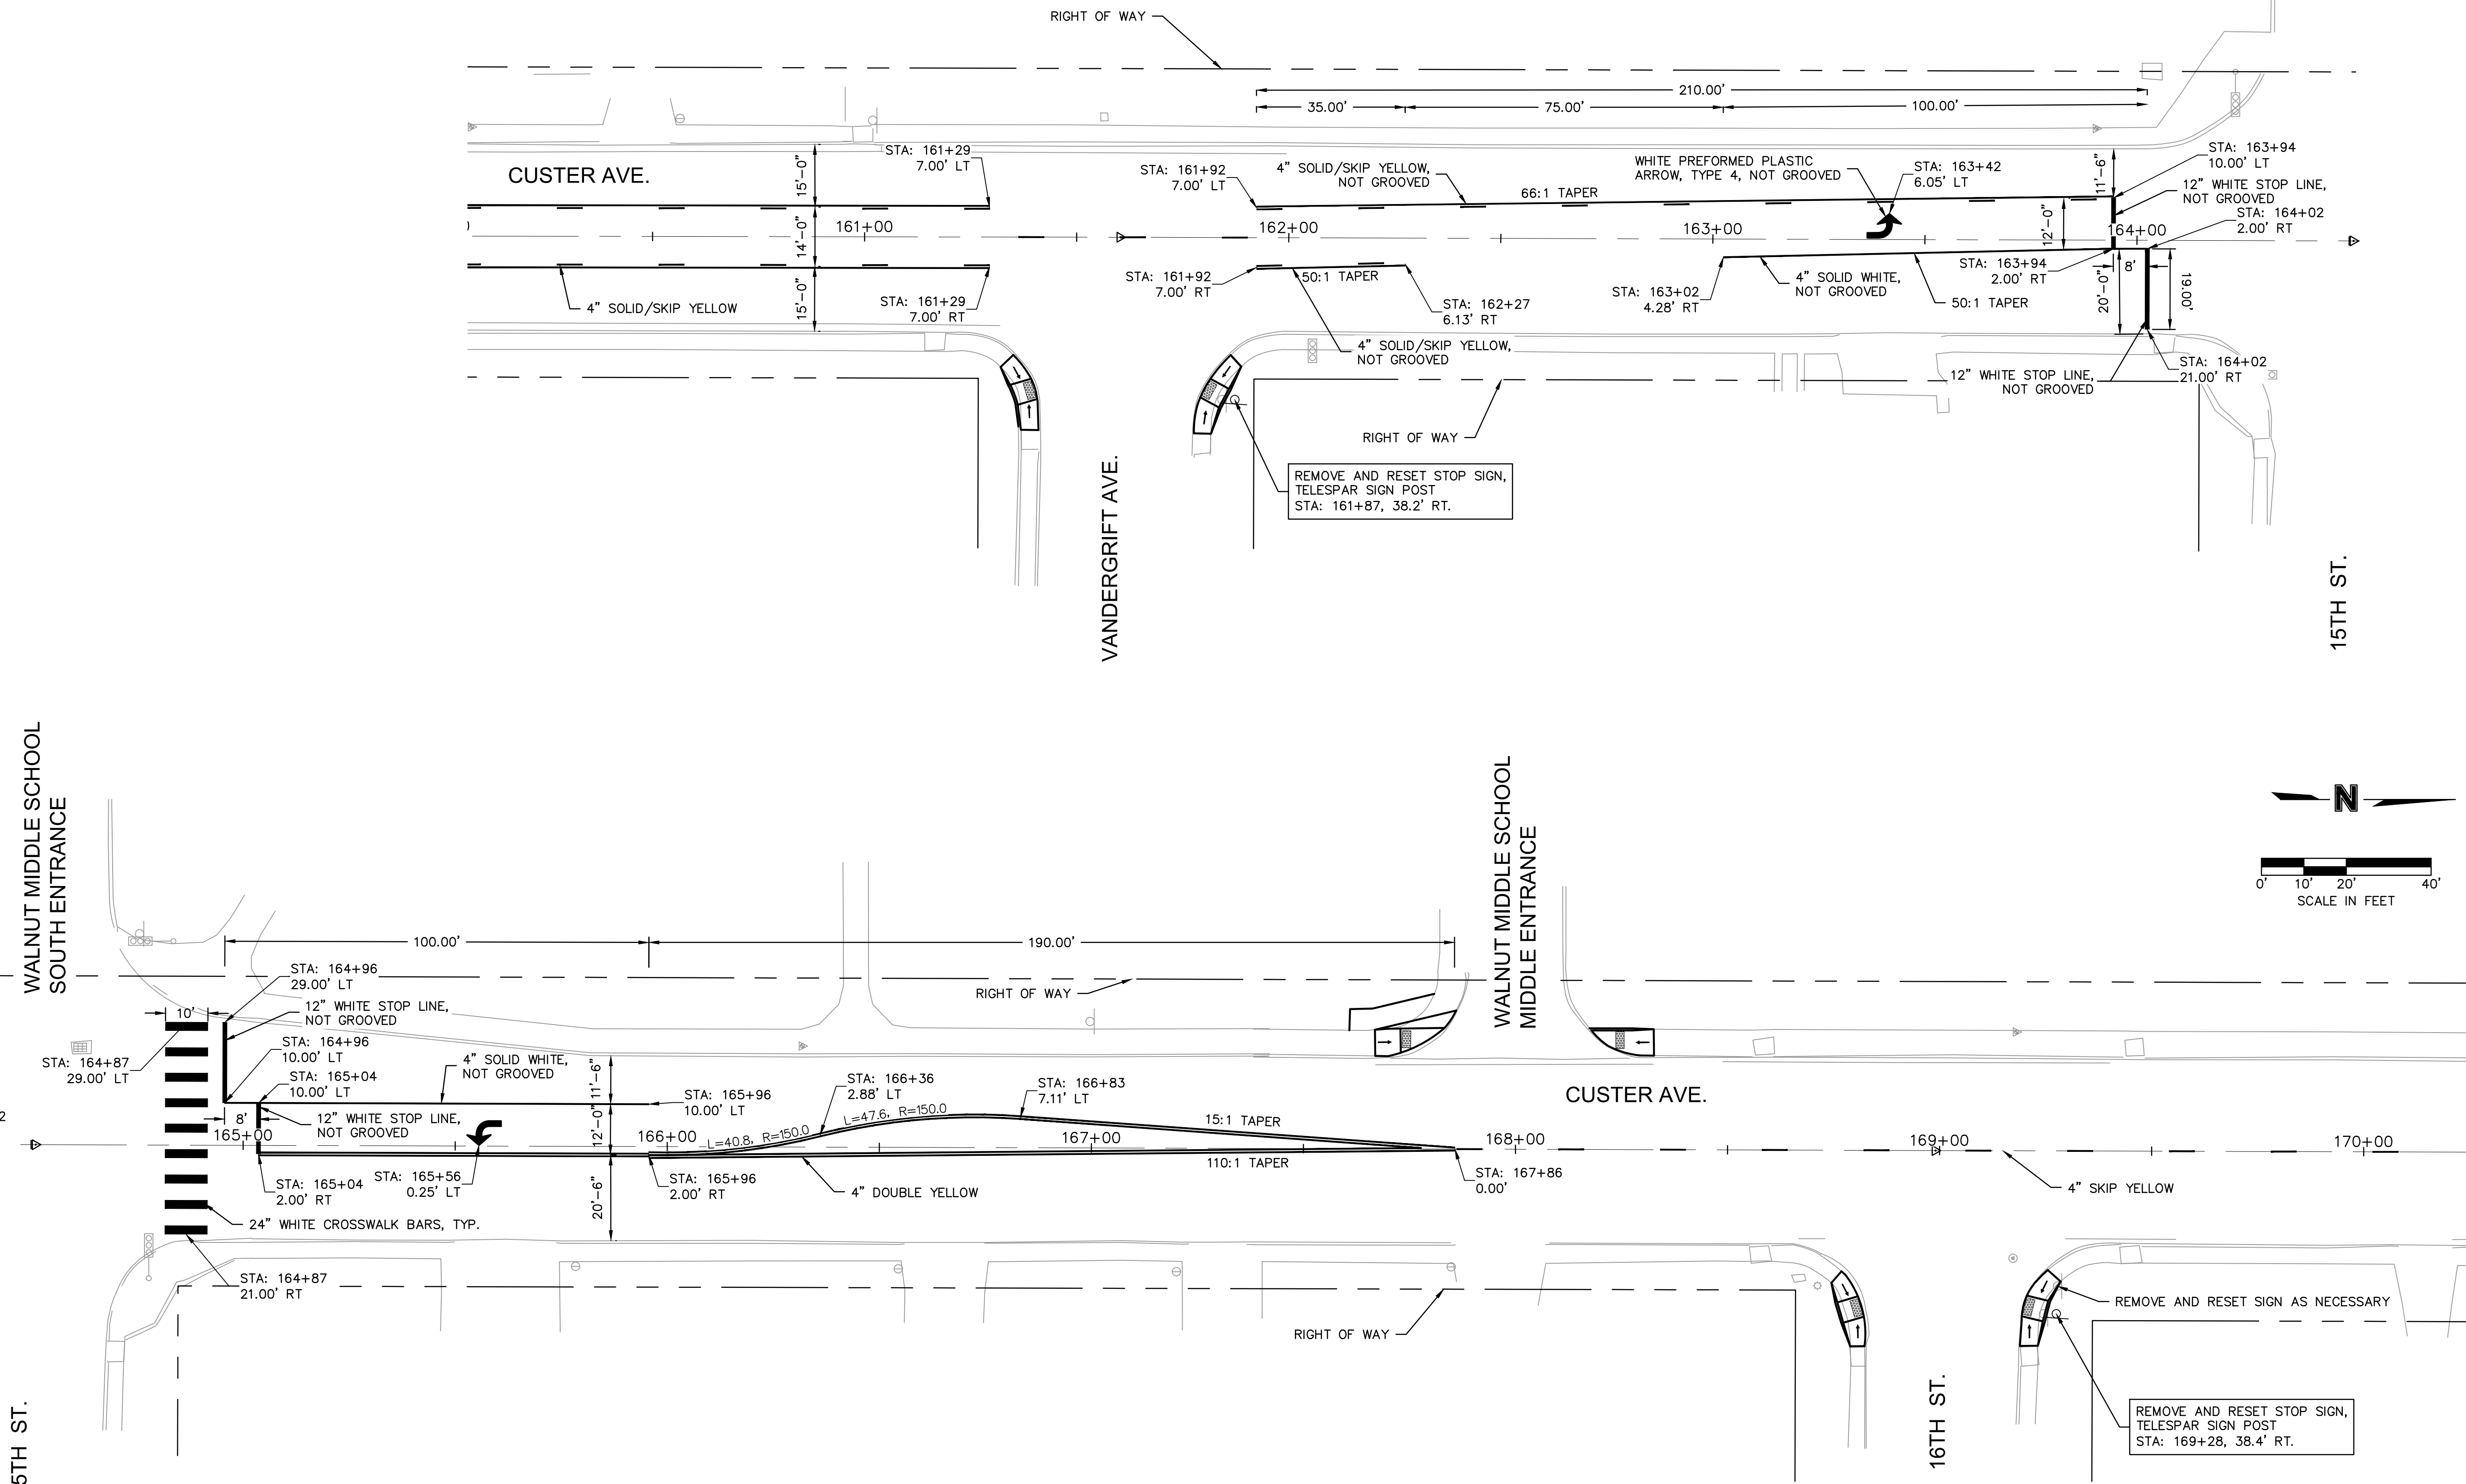 RIGHT OF WAY
210.00'
35.00'
75.00'
100.00'
CUSTER AVE.
15'-0"
14'-0"
15'-0"
STA: 161+29
7.00' LT
161+00
STA: 161+29
7.00' RT
4" SOLID/SKIP YELLOW
STA: 161+92
7.00' LT
4" SOLID/SKIP YELLOW,
NOT GROOVED
66:1 TAPER
WHITE PREFORMED PLASTIC
ARROW, TYPE 4, NOT GROOVED
STA: 163+42
6.05' LT
11'-6"
STA: 163+94
10.00' LT
12" WHITE STOP LINE,
NOT GROOVED
STA: 164+02
2.00' RT
162+00
163+00
12'-0"
164+00
STA: 161+92
7.00' RT
50:1 TAPER
STA: 162+27
6.13' RT
STA: 163+02
4.28' RT
4" SOLID WHITE,
NOT GROOVED
50:1 TAPER
STA: 163+94
2.00' RT
8'
20'-0"
19.00'
4" SOLID/SKIP YELLOW,
NOT GROOVED
12" WHITE STOP LINE,
NOT GROOVED
STA: 164+02
21.00' RT
RIGHT OF WAY
REMOVE AND RESET STOP SIGN,
TELESPAR SIGN POST
STA: 161+87, 38.2' RT.
VANDERGRIFT AVE.
15TH ST.
WALNUT MIDDLE SCHOOL
SOUTH ENTRANCE
WALNUT MIDDLE SCHOOL
MIDDLE ENTRANCE
N
0' 10' 20' 40'
SCALE IN FEET
100.00'
190.00'
STA: 164+96
29.00' LT
12" WHITE STOP LINE,
NOT GROOVED
10'
STA: 164+96
10.00' LT
STA: 164+87
29.00' LT
STA: 165+04
10.00' LT
4" SOLID WHITE,
NOT GROOVED
RIGHT OF WAY
11'-6"
12'-0"
20'-6"
STA: 165+96
10.00' LT
STA: 166+36
2.88' LT
STA: 166+83
7.11' LT
CUSTER AVE.
2
8'
12" WHITE STOP LINE,
NOT GROOVED
165+00
166+00
L=40.8, R=150.0
L=47.6, R=150.0
167+00
15:1 TAPER
168+00
169+00
170+00
110:1 TAPER
STA: 165+04
2.00' RT
STA: 165+56
0.25' LT
STA: 165+96
2.00' RT
4" DOUBLE YELLOW
STA: 167+86
0.00'
4" SKIP YELLOW
24" WHITE CROSSWALK BARS, TYP.
STA: 164+87
21.00' RT
RIGHT OF WAY
REMOVE AND RESET SIGN AS NECESSARY
REMOVE AND RESET STOP SIGN,
TELESPAR SIGN POST
STA: 169+28, 38.4' RT.
5TH ST.
16TH ST.